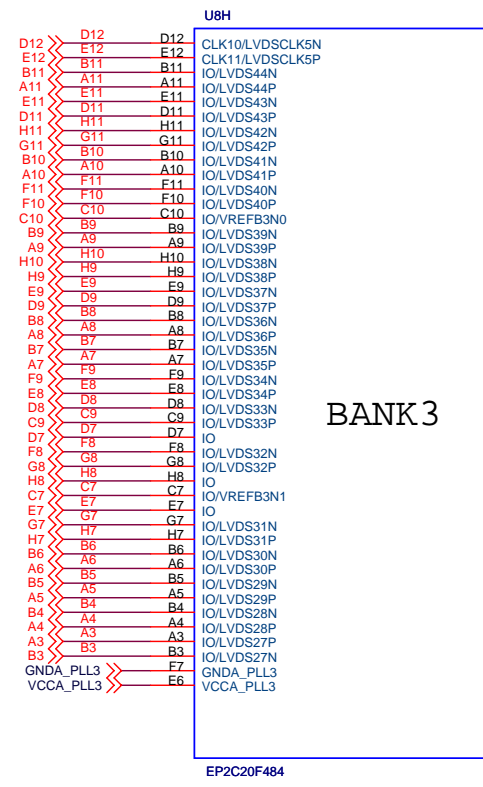 U8H
D12 D12 D12 CLK10/LVDSCLK5N
E12 E12 E12 CLK11/LVDSCLK5P
B11 B11 B11 IO/LVDS44N
A11 A11 A11 IO/LVDS44P
E11 E11 E11 IO/LVDS43N
D11 D11 D11 IO/LVDS43P
H11 H11 H11 IO/LVDS42N
G11 G11 G11 IO/LVDS42P
B10 B10 B10 IO/LVDS41N
A10 A10 A10 IO/LVDS41P
F11 F11 F11 IO/LVDS40N
F10 F10 F10 IO/LVDS40P
C10 C10 C10 IO/VREFB3N0
B9 B9 B9 IO/LVDS39N
A9 A9 A9 IO/LVDS39P
H10 H10 H10 IO/LVDS38N
H9 H9 H9 IO/LVDS38P
E9 E9 E9 IO/LVDS37N
D9 D9 D9 IO/LVDS37P
B8 B8 B8 IO/LVDS36N
A8 A8 A8 IO/LVDS36P
B7 B7 B7 IO/LVDS35N
A7 A7 A7 IO/LVDS35P
F9 F9 F9 IO/LVDS34N
E8 E8 E8 IO/LVDS34P
D8 D8 D8 IO/LVDS33N
C9 C9 C9 IO/LVDS33P
BANK3
D7 D7 D7 IO
F8 F8 F8 IO/LVDS32N
G8 G8 G8 IO/LVDS32P
H8 H8 H8 IO
C7 C7 C7 IO/VREFB3N1
E7 E7 E7 IO
G7 G7 G7 IO/LVDS31N
H7 H7 H7 IO/LVDS31P
B6 B6 B6 IO/LVDS30N
A6 A6 A6 IO/LVDS30P
B5 B5 B5 IO/LVDS29N
A5 A5 A5 IO/LVDS29P
B4 B4 B4 IO/LVDS28N
A4 A4 A4 IO/LVDS28P
A3 A3 A3 IO/LVDS27P
B3 B3 B3 IO/LVDS27N
GNDA_PLL3 F7 GNDA_PLL3
VCCA_PLL3 E6 VCCA_PLL3
EP2C20F484